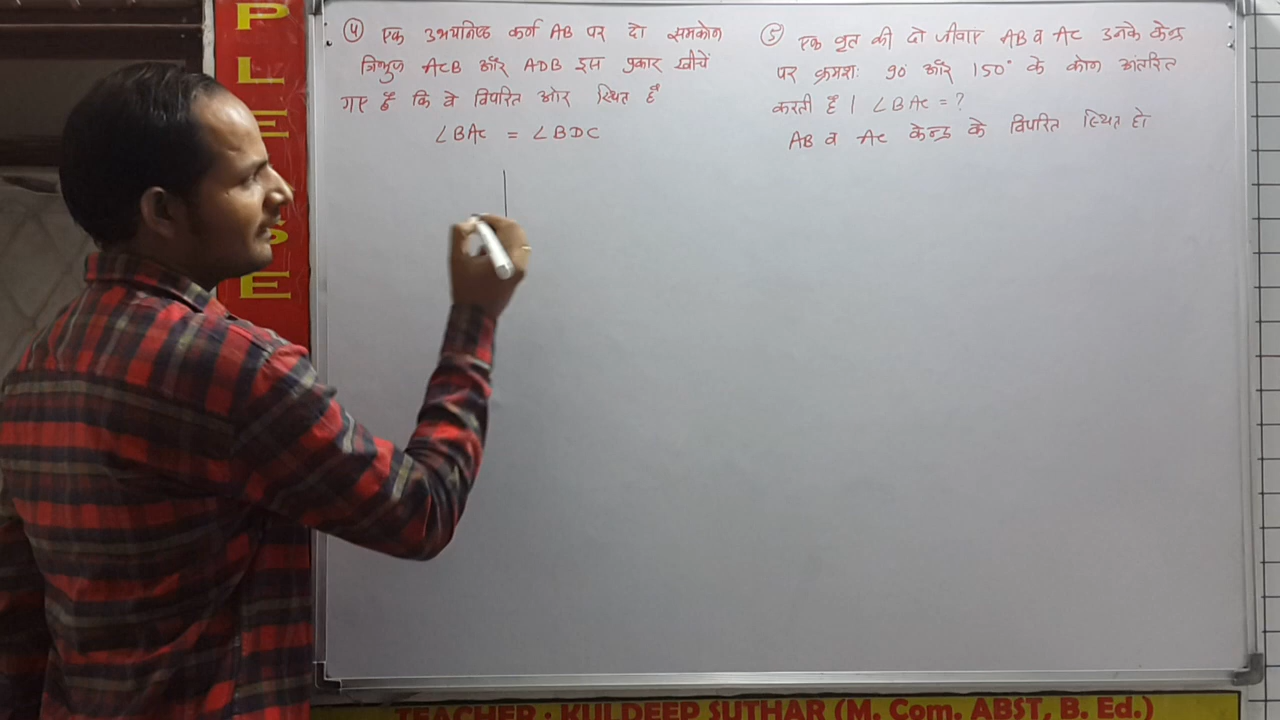 PLEASE
④ एक उभयनिष्ठ कर्ण AB पर दो समकोण
त्रिभुज ACB और ADB इस प्रकार खींचे
गए हैं कि वे विपरित ओर स्थित हैं
∠BAC = ∠BDC
⑤ एक वृत की दो जीवाए AB व AC उनके केन्द्र
पर क्रमशः 90 और 150° के कोण अंतरित
करती हैं । ∠BAC = ?
AB व AC केन्द्र के विपरित स्थित हो
TEACHER : KULDEEP SUTHAR (M. Com. ABST, B. Ed.)